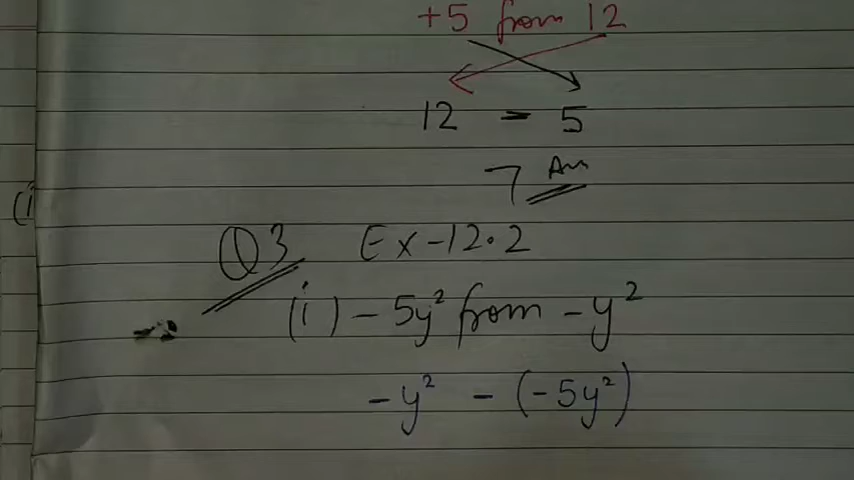 +5 from 12
12 - 5
7 Ans
Q3 Ex-12.2
(i) - 5y² from - y²
- y² - (-5y²)